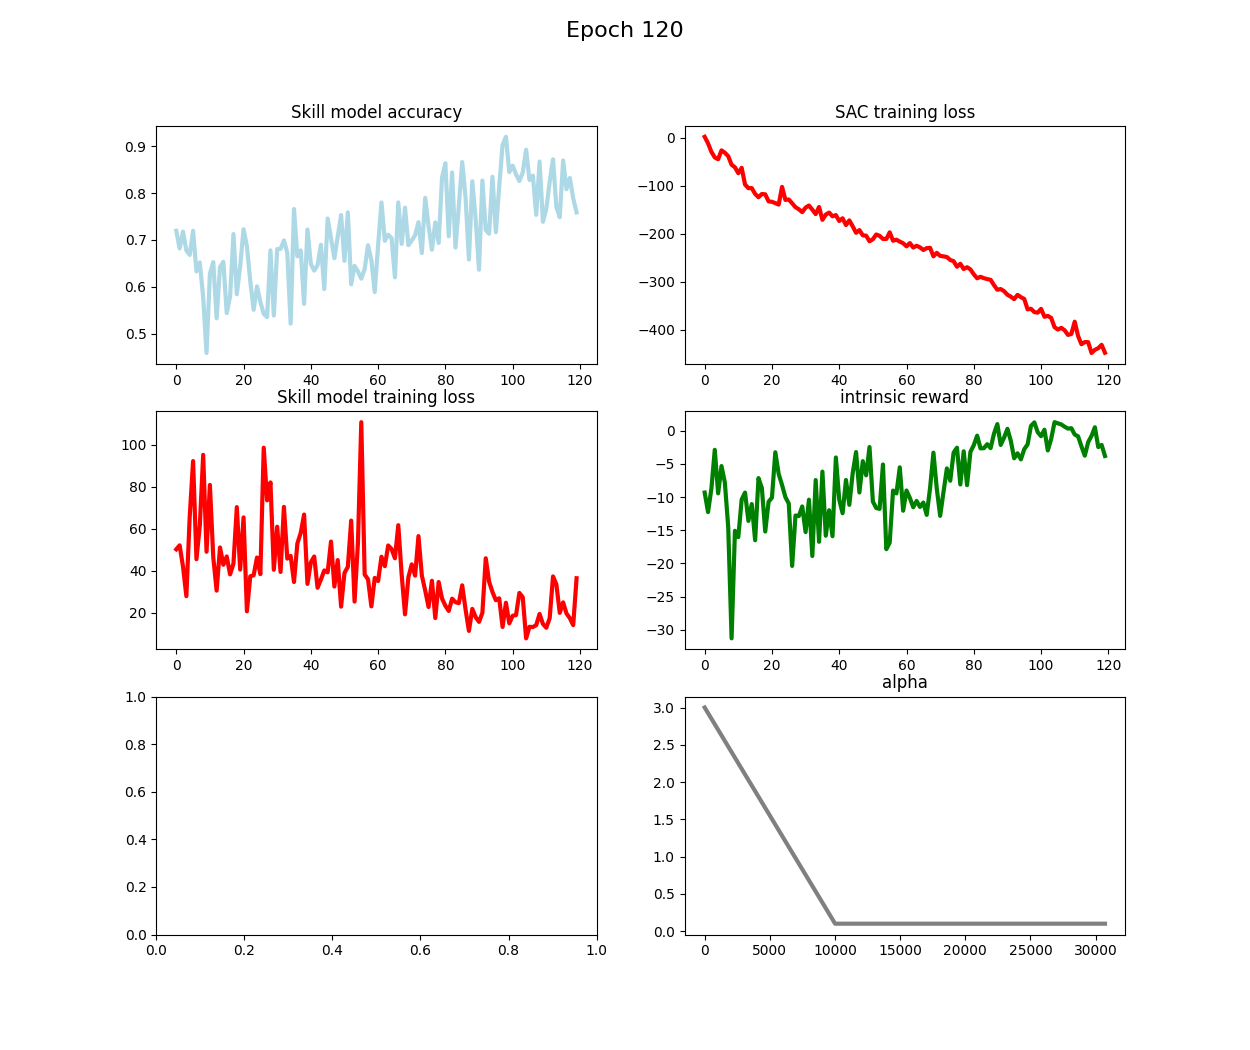 Epoch 120
Skill model accuracy
0.9
0.8
0.7
0.6
0.5
0 20 40 60 80 100 120
SAC training loss
0
−100
−200
−300
−400
0 20 40 60 80 100 120
Skill model training loss
100
80
60
40
20
0 20 40 60 80 100 120
intrinsic reward
0
−5
−10
−15
−20
−25
−30
0 20 40 60 80 100 120
1.0
0.8
0.6
0.4
0.2
0.0
0.0 0.2 0.4 0.6 0.8 1.0
alpha
3.0
2.5
2.0
1.5
1.0
0.5
0.0
0 5000 10000 15000 20000 25000 30000